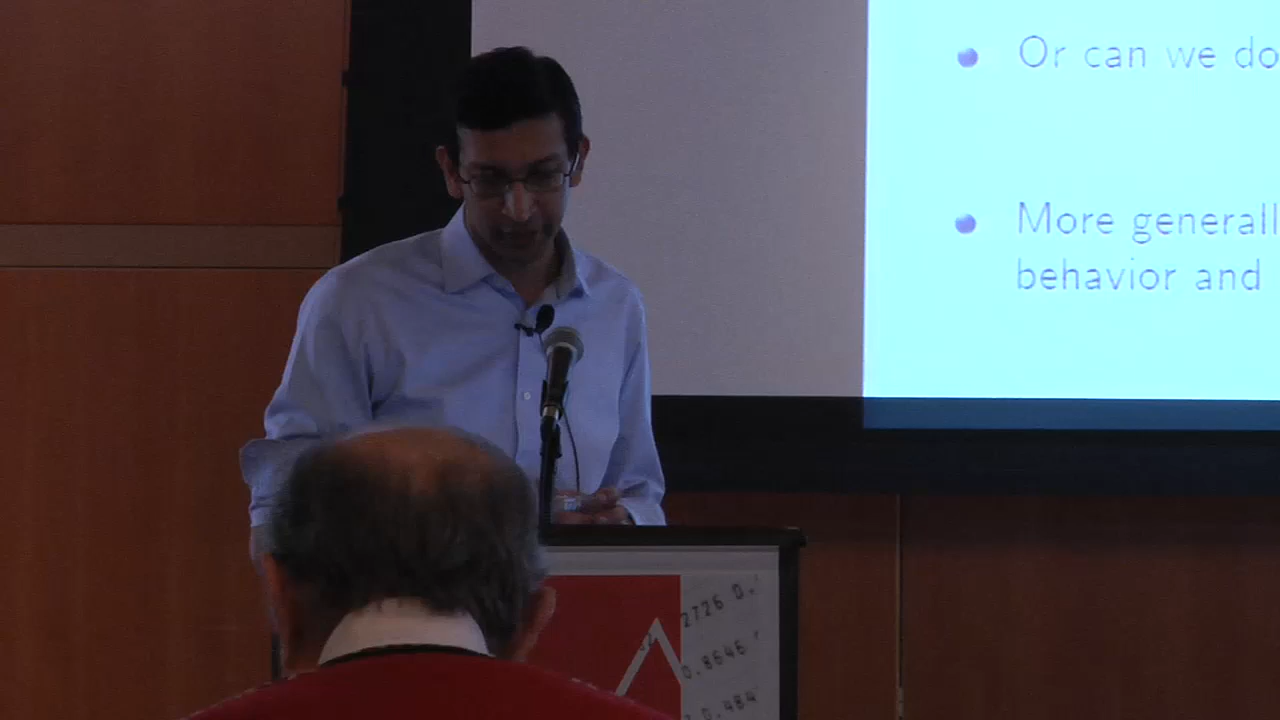 Or can we do
More generall
behavior and
2726 0.
0.8646
0.484